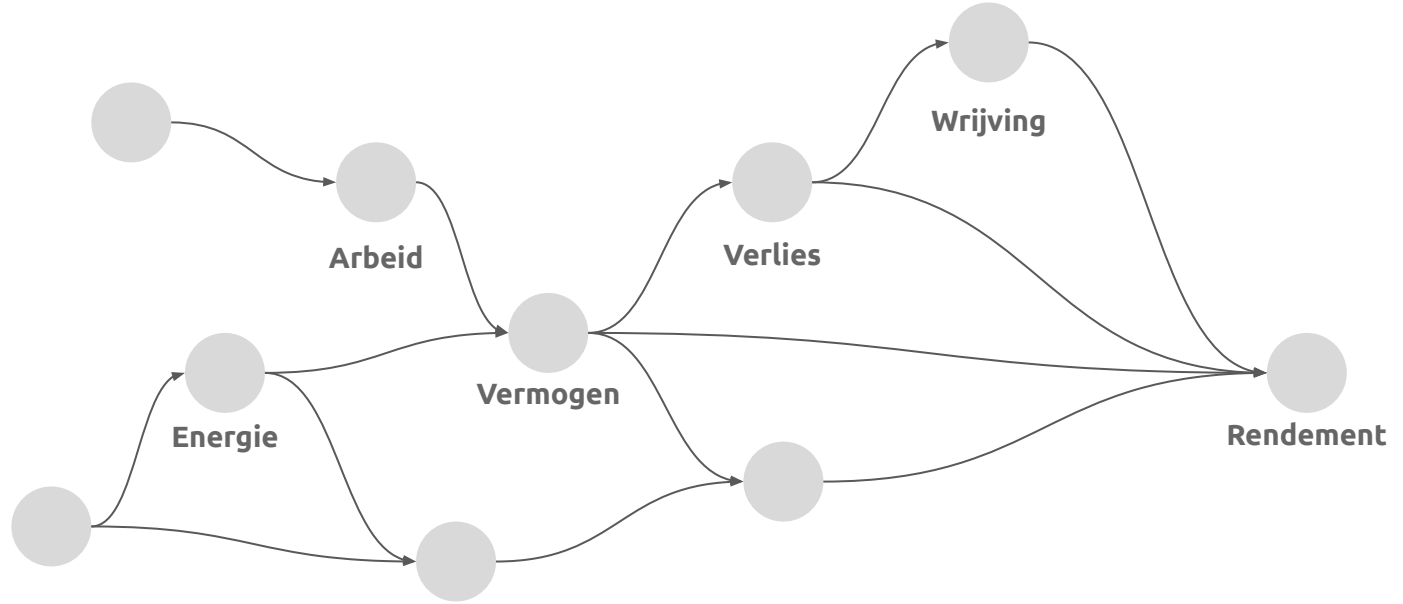 Wrijving
Arbeid
Verlies
Vermogen
Energie
Rendement